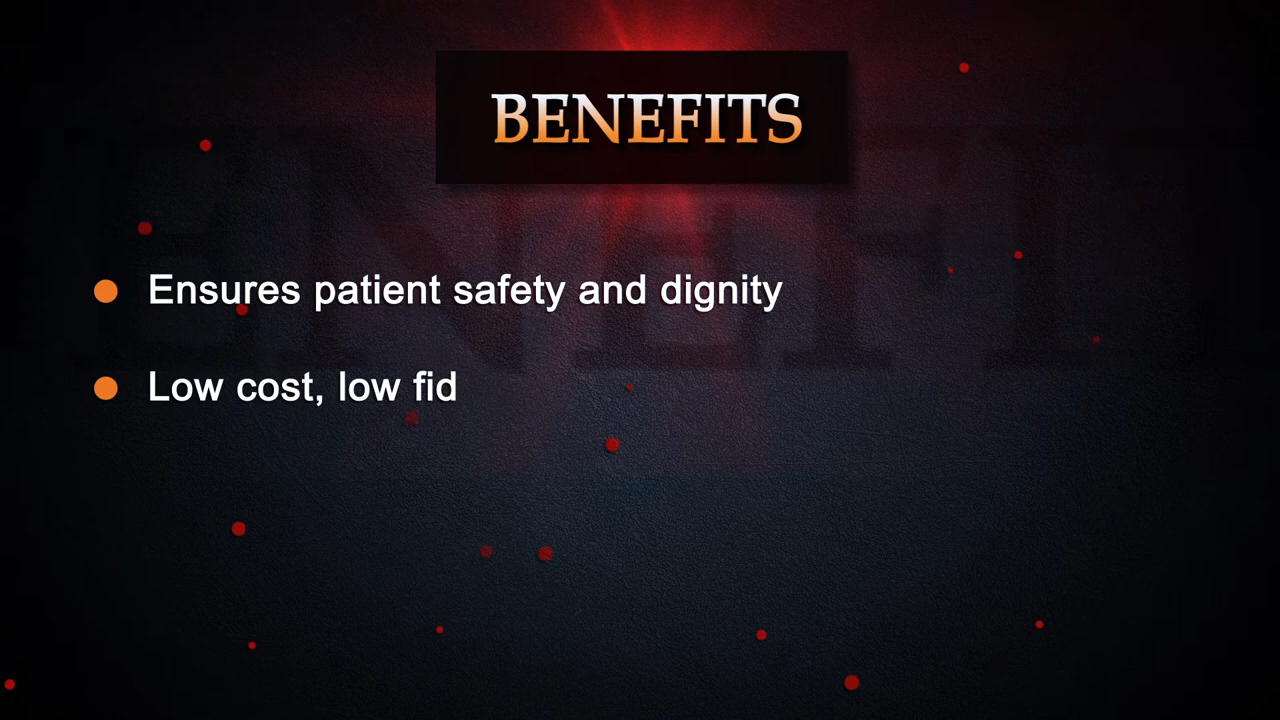 BENEFITS
Ensures patient safety and dignity
Low cost, low fid